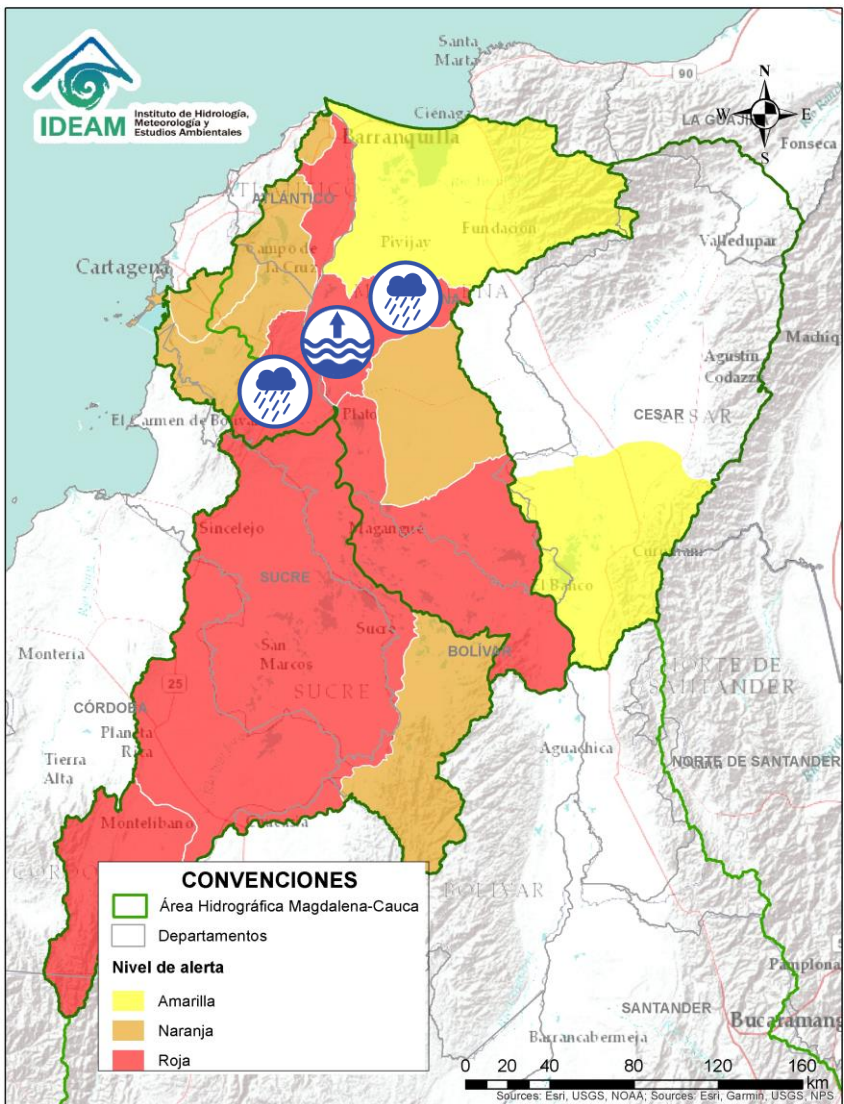 IDEAM
Instituto de Hidrología,
Meteorología y
Estudios Ambientales
Santa
Marta
90
N
W
E
S
LA GUAJI
Ciénaga
Barranquilla
Fonseca
ATLÁNTICO
Fundación
Pivijay
Valledupar
Campo de
la Cruz
Cartagena
Machiq
Agustín
Codazzi
CESAR
CESAR
El Carmen de Bolívar
Plato
Sincelejo
Magangué
SUCRE
El Banco
Sucre
BOLÍVAR
San
Marcos
Montería
NORTE DE
SANTANDER
SUCRE
25
CÓRDOBA
Planeta
Rica
Aguachica
Tierra
Alta
NORTE DE SANTANDER
Montelíbano
BOLÍVAR
CONVENCIONES
Área Hidrográfica Magdalena-Cauca
Departamentos
Nivel de alerta
Amarilla
Naranja
Roja
Pamplona
SANTANDER
Bucaramang
Barrancabermeja
0 20 40 80 120 160
km
Sources: Esri, USGS, NOAA; Sources: Esri, Garmin, USGS, NPS